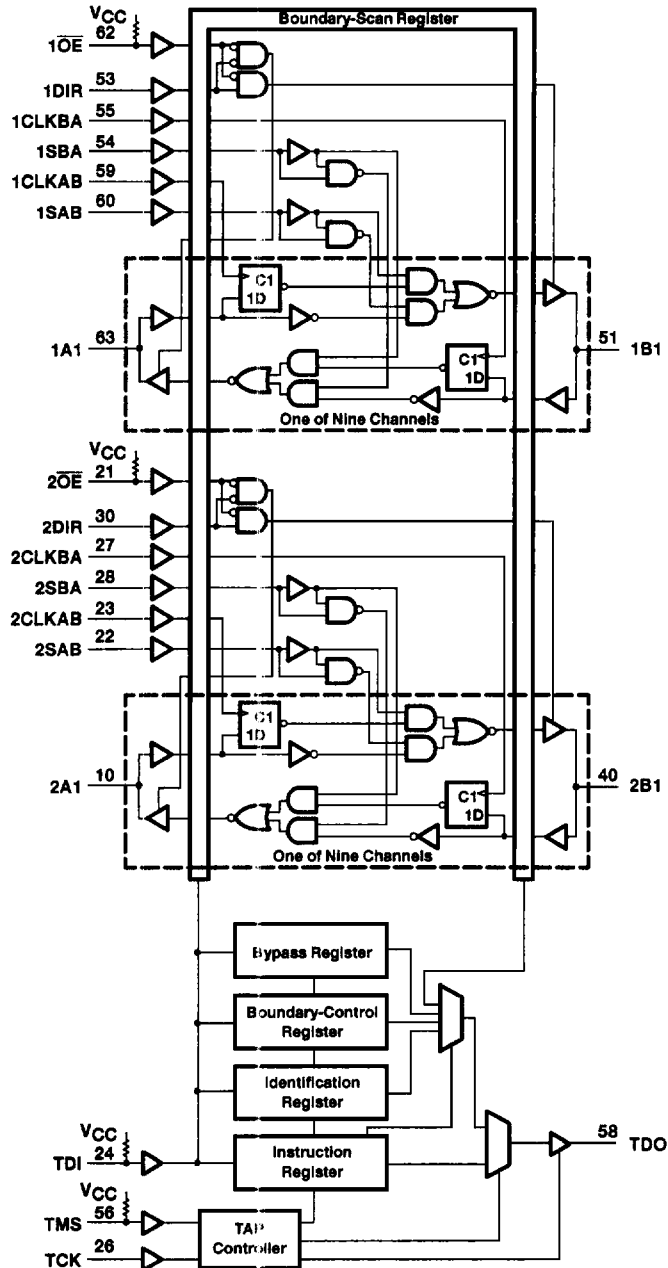 Boundary-Scan Register
VCC
62
1O̅E̅
53
1DIR
55
1CLKBA
54
1SBA
59
1CLKAB
60
1SAB
C1
1D
63
1A1
51
1B1
C1
1D
One of Nine Channels
VCC
21
2O̅E̅
30
2DIR
27
2CLKBA
28
2SBA
23
2CLKAB
22
2SAB
C1
1D
10
2A1
40
2B1
C1
1D
One of Nine Channels
Bypass Register
Boundary-Control
Register
Identification
Register
VCC
24
TDI
Instruction
Register
58
TDO
VCC
56
TMS
TAP
Controller
26
TCK